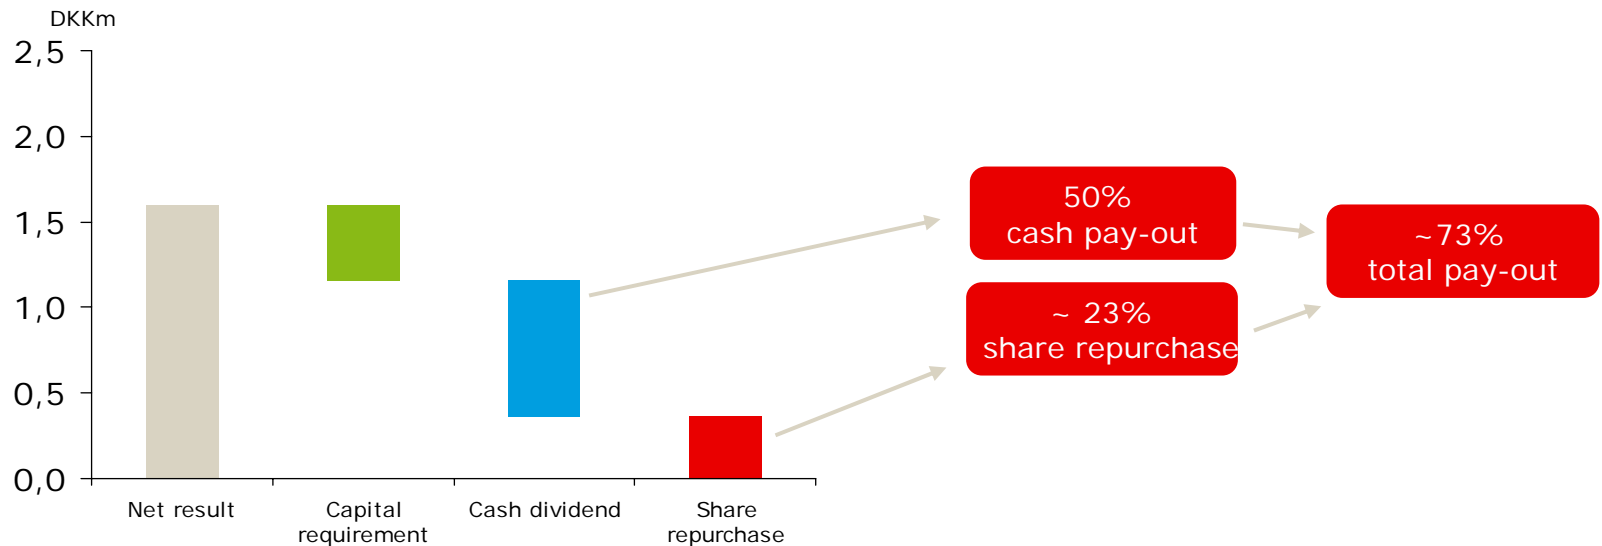 DKKm
2,5
2,0
1,5
1,0
0,5
0,0
Net result
Capital
requirement
Cash dividend
Share
repurchase
50%
cash pay-out
~ 23%
share repurchase
~73%
total pay-out